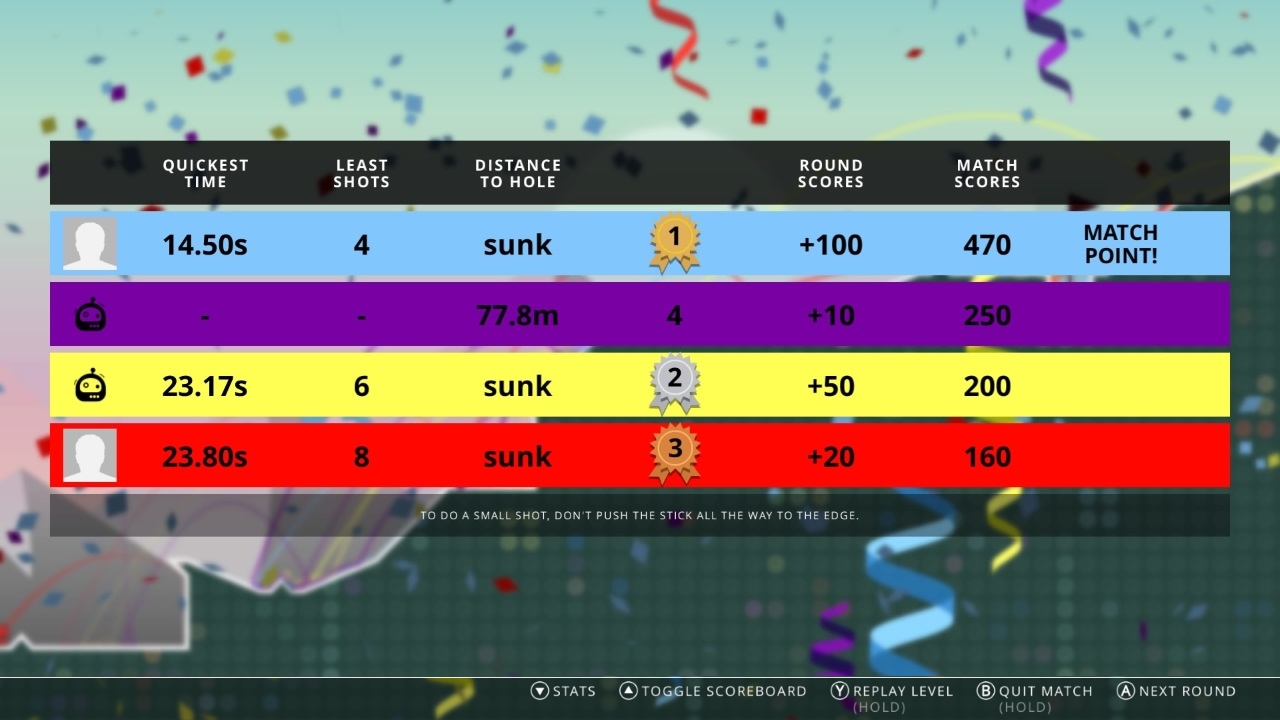 QUICKEST TIME LEAST SHOTS DISTANCE TO HOLE ROUND SCORES MATCH SCORES
14.50s 4 sunk 1 +100 470 MATCH POINT!
- - 77.8m 4 +10 250
23.17s 6 sunk 2 +50 200
23.80s 8 sunk 3 +20 160
TO DO A SMALL SHOT, DON'T PUSH THE STICK ALL THE WAY TO THE EDGE.
STATS TOGGLE SCOREBOARD Y REPLAY LEVEL B QUIT MATCH A NEXT ROUND
(HOLD) (HOLD)